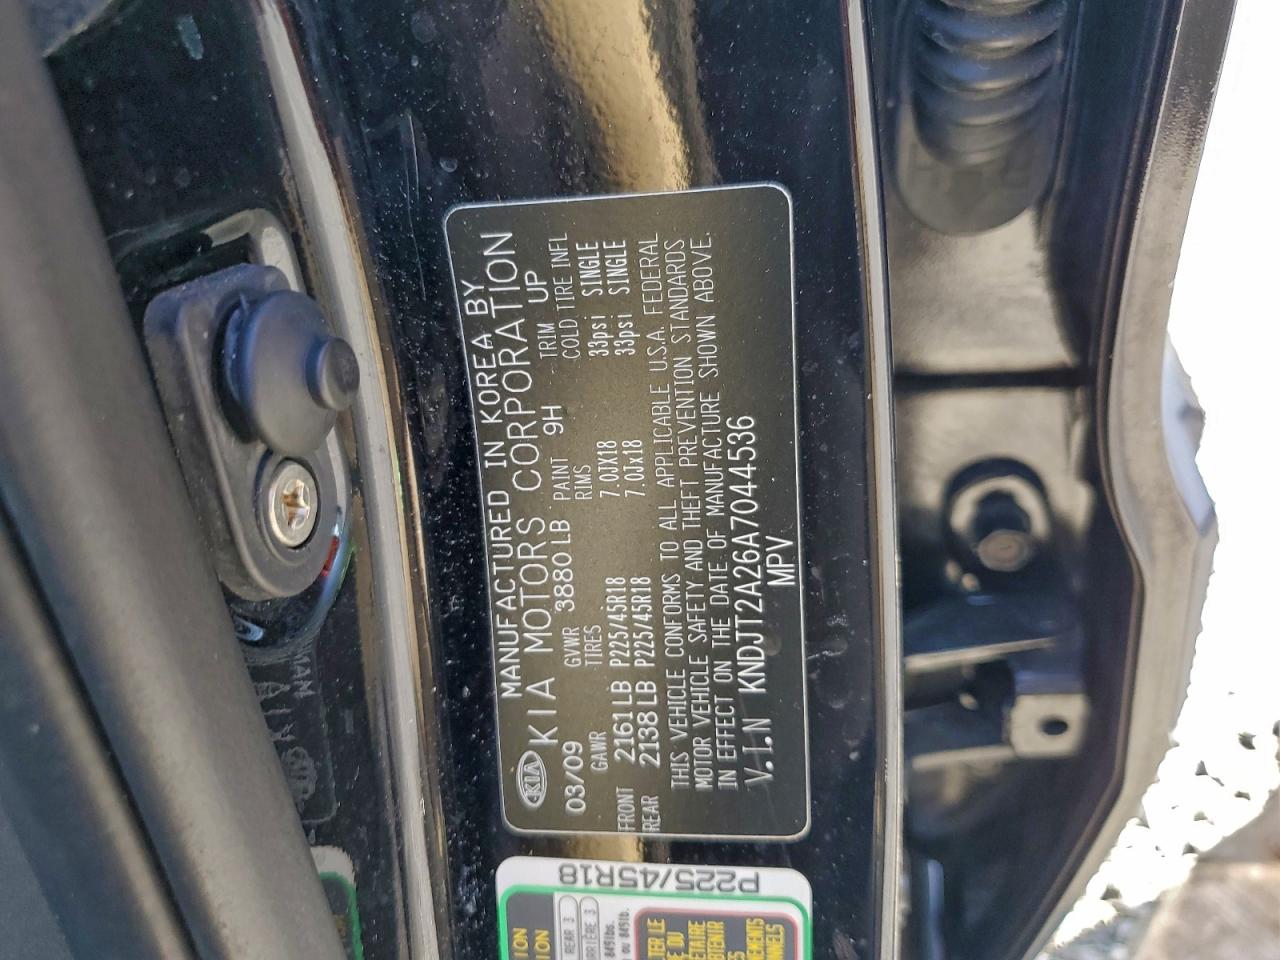 MANUFACTURED IN KOREA BY
KIA KIA MOTORS CORPORATION
03/09 GVWR 3880 LB PAINT 9H TRIM UP
GAWR TIRES RIMS COLD TIRE INFL
FRONT 2161 LB P225/45R18 7.0Jx18 33psi SINGLE
REAR 2138 LB P225/45R18 7.0Jx18 33psi SINGLE
THIS VEHICLE CONFORMS TO ALL APPLICABLE U.S.A. FEDERAL
MOTOR VEHICLE SAFETY AND THEFT PREVENTION STANDARDS
IN EFFECT ON THE DATE OF MANUFACTURE SHOWN ABOVE.
V.I.N KNDJT2A26A7044536
MPV
P225/45R18
REAR 3